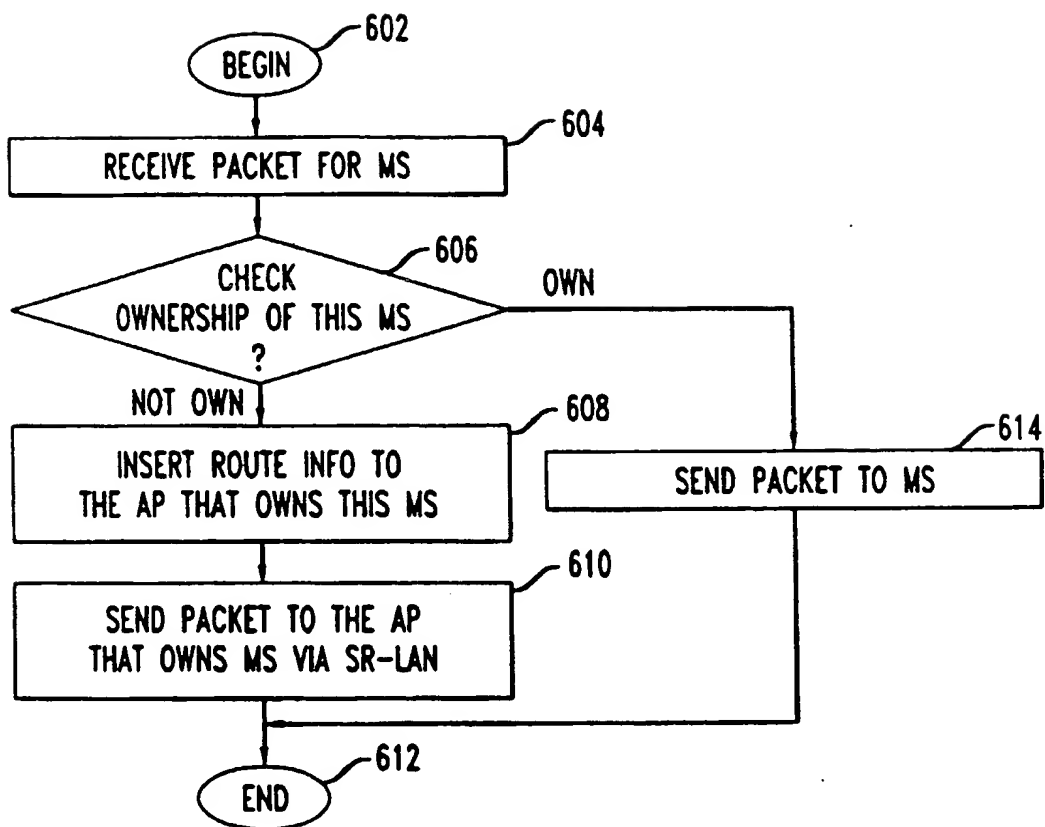 602
BEGIN
604
RECEIVE PACKET FOR MS
606
CHECK
OWNERSHIP OF THIS MS
?
OWN
NOT OWN
608
INSERT ROUTE INFO TO
THE AP THAT OWNS THIS MS
614
SEND PACKET TO MS
610
SEND PACKET TO THE AP
THAT OWNS MS VIA SR-LAN
612
END